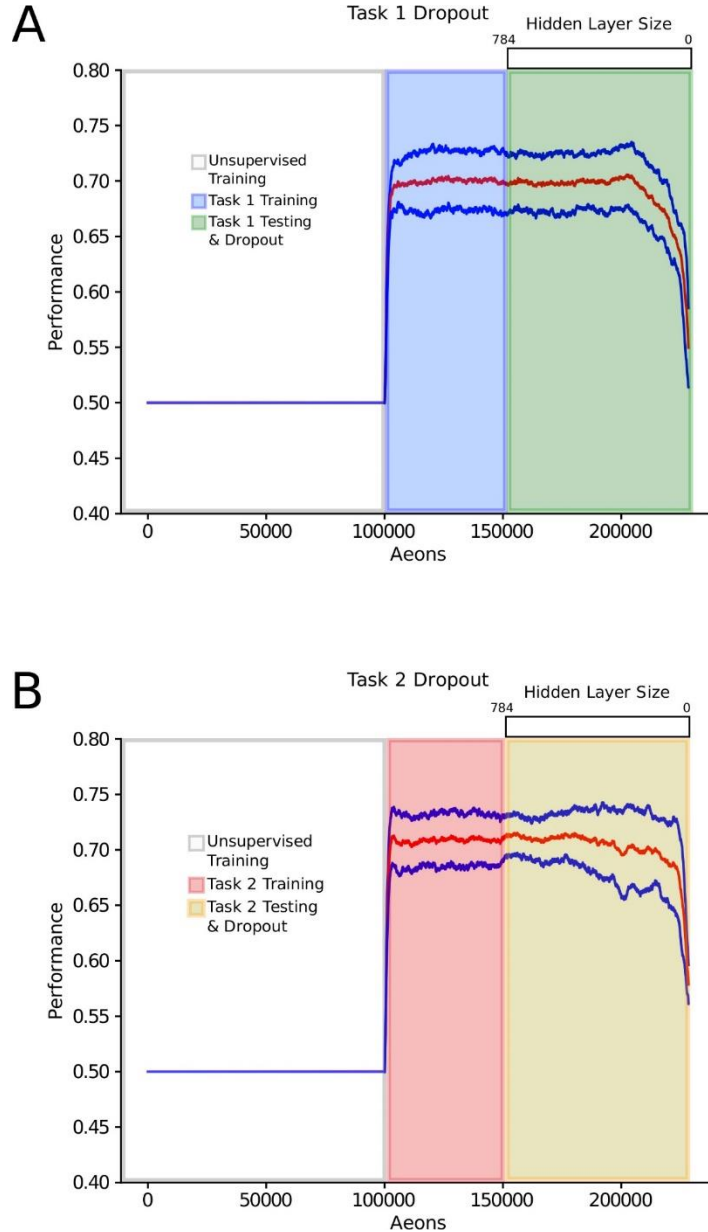 A
Task 1 Dropout
Hidden Layer Size
784
0
0.80
0.75
0.70
0.65
0.60
0.55
0.50
0.45
0.40
Performance
Unsupervised
Training
Task 1 Training
Task 1 Testing
& Dropout
0
50000
100000
150000
200000
Aeons
B
Task 2 Dropout
Hidden Layer Size
784
0
0.80
0.75
0.70
0.65
0.60
0.55
0.50
0.45
0.40
Performance
Unsupervised
Training
Task 2 Training
Task 2 Testing
& Dropout
0
50000
100000
150000
200000
Aeons